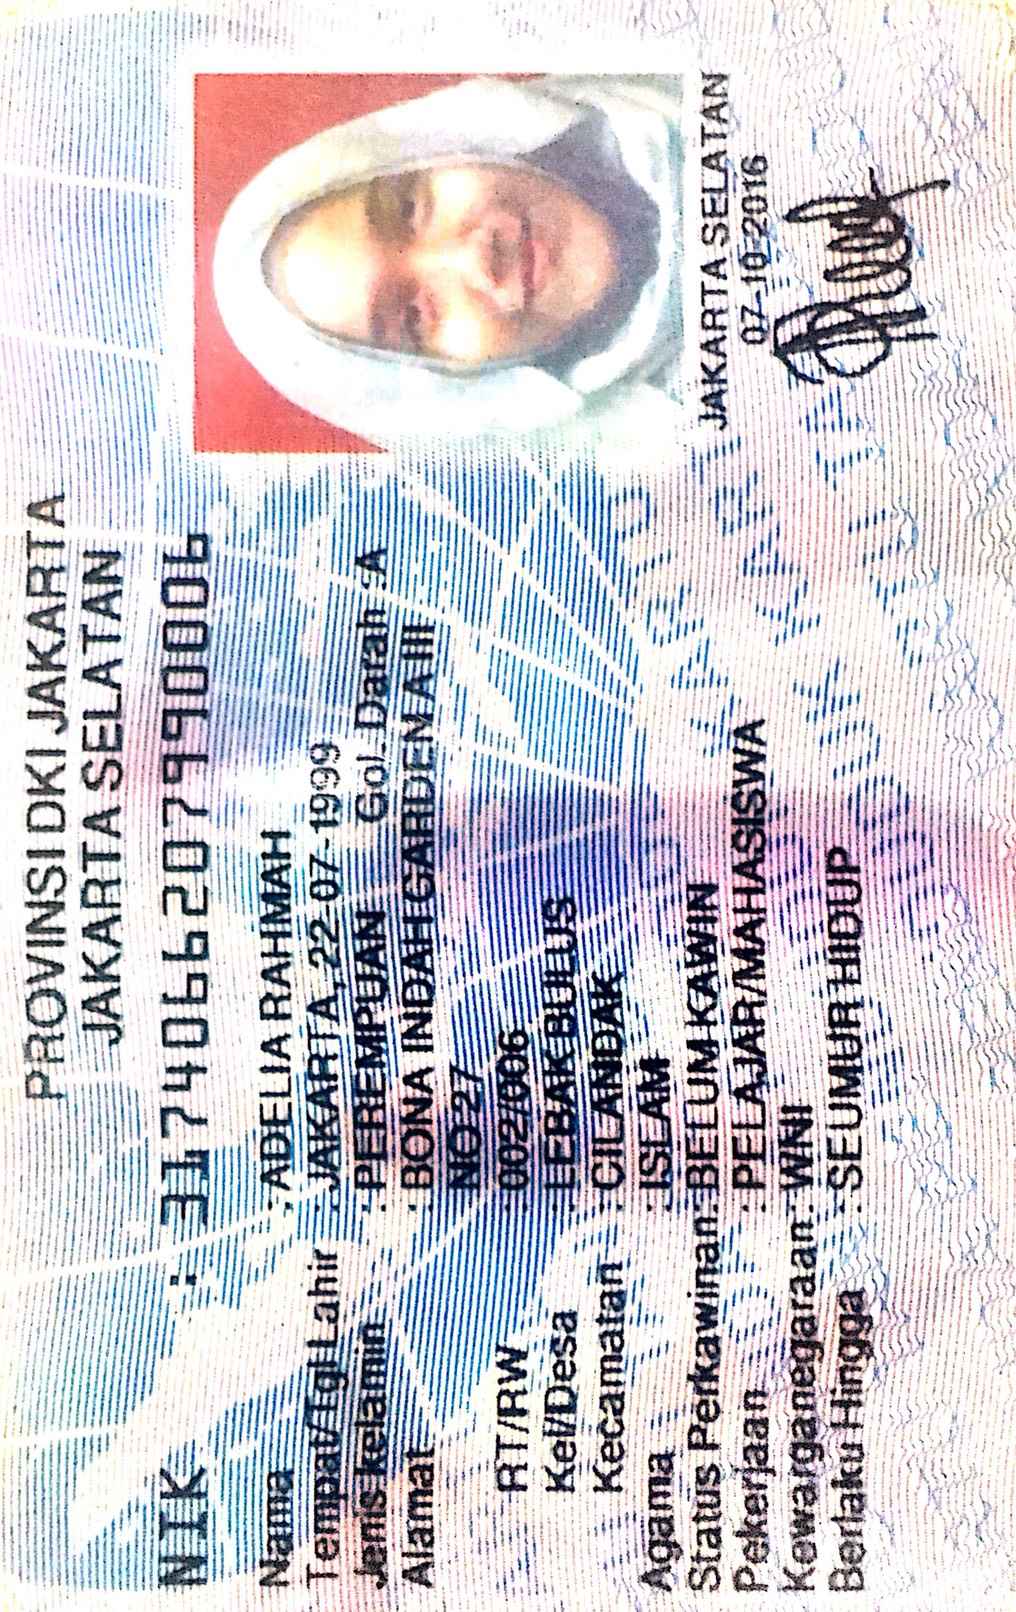 PROVINSI DKI JAKARTA
JAKARTA SELATAN
NIK : 3174066207990006
Nama : ADELIA RAHMAH
Tempat/Tgl Lahir : JAKARTA, 22-07-1999
Jenis kelamin : PEREMPUAN Gol. Darah : A
Alamat : BONA INDAH GARDEN A III
NO 27
RT/RW : 002/006
Kel/Desa : LEBAK BULUS
Kecamatan : CILANDAK
Agama : ISLAM
Status Perkawinan: BELUM KAWIN
Pekerjaan : PELAJAR/MAHASISWA
Kewarganegaraan: WNI
Berlaku Hingga : SEUMUR HIDUP
JAKARTA SELATAN
07-10-2016